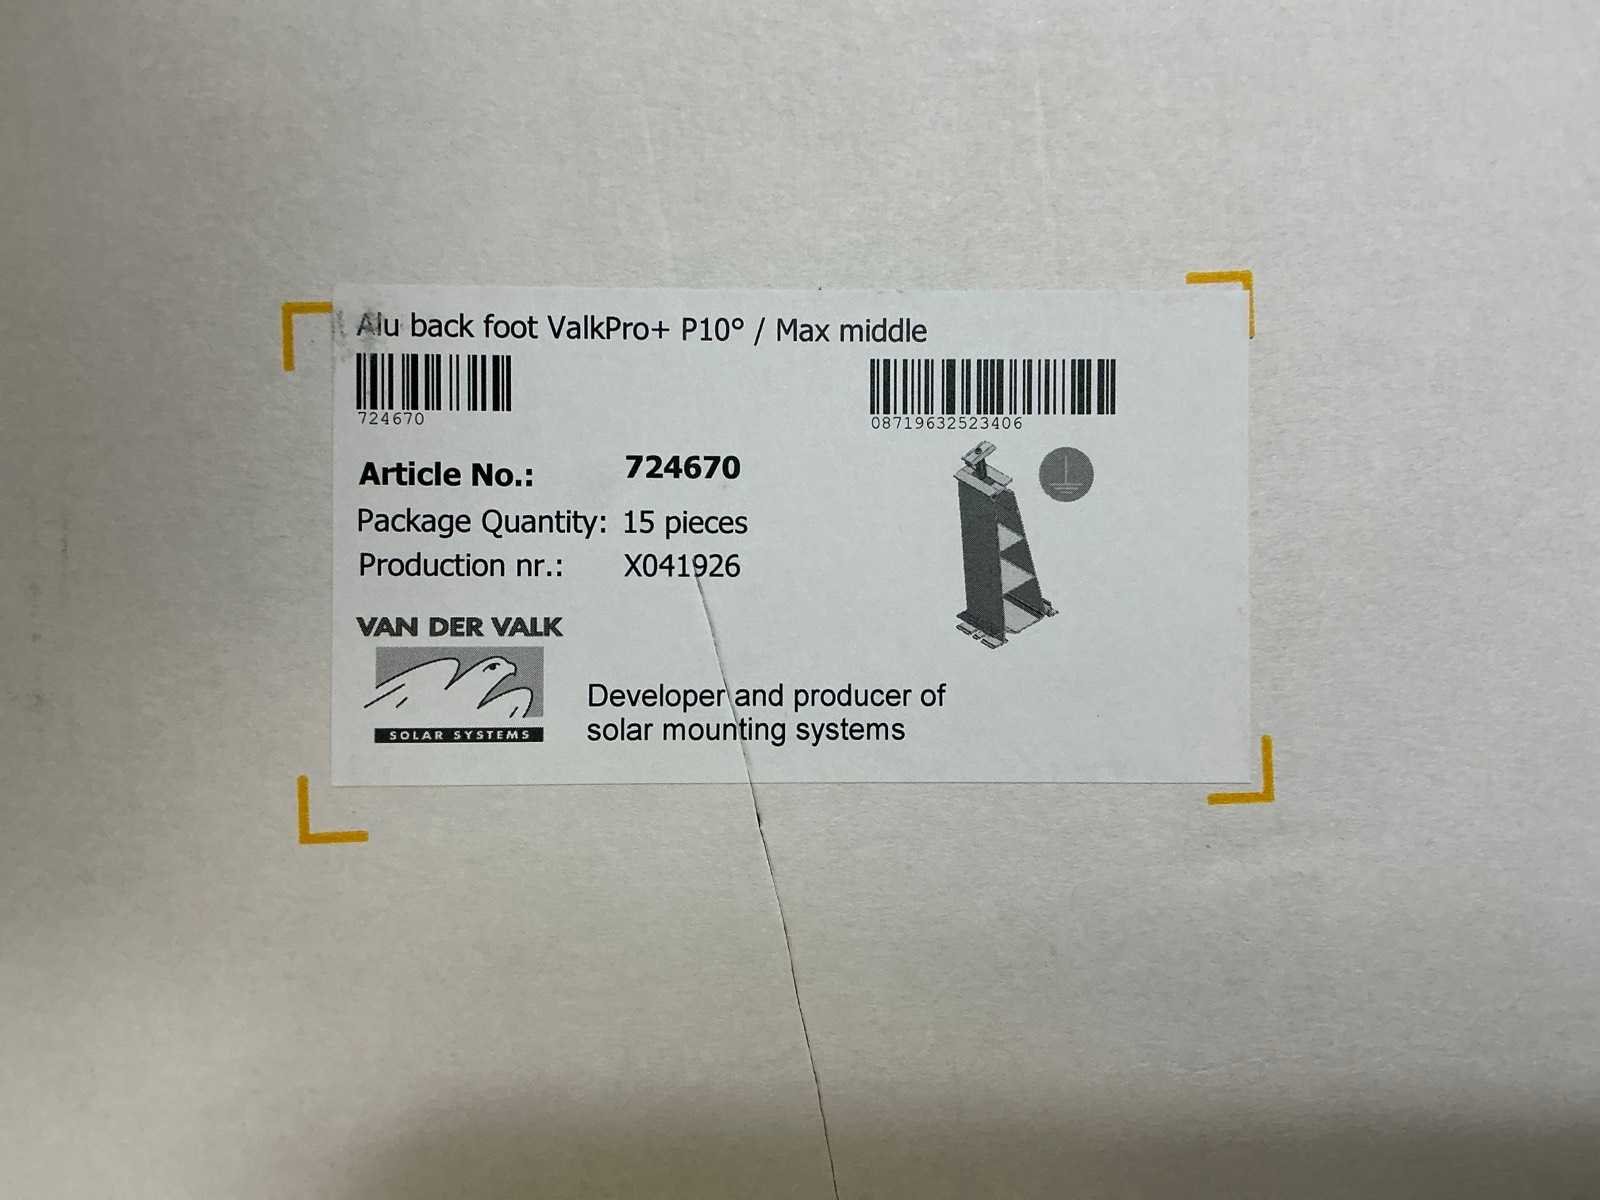 Alu back foot ValkPro+ P10° / Max middle
724670
08719632523406
Article No.: 724670
Package Quantity: 15 pieces
Production nr.: X041926
VAN DER VALK
SOLAR SYSTEMS
Developer and producer of
solar mounting systems